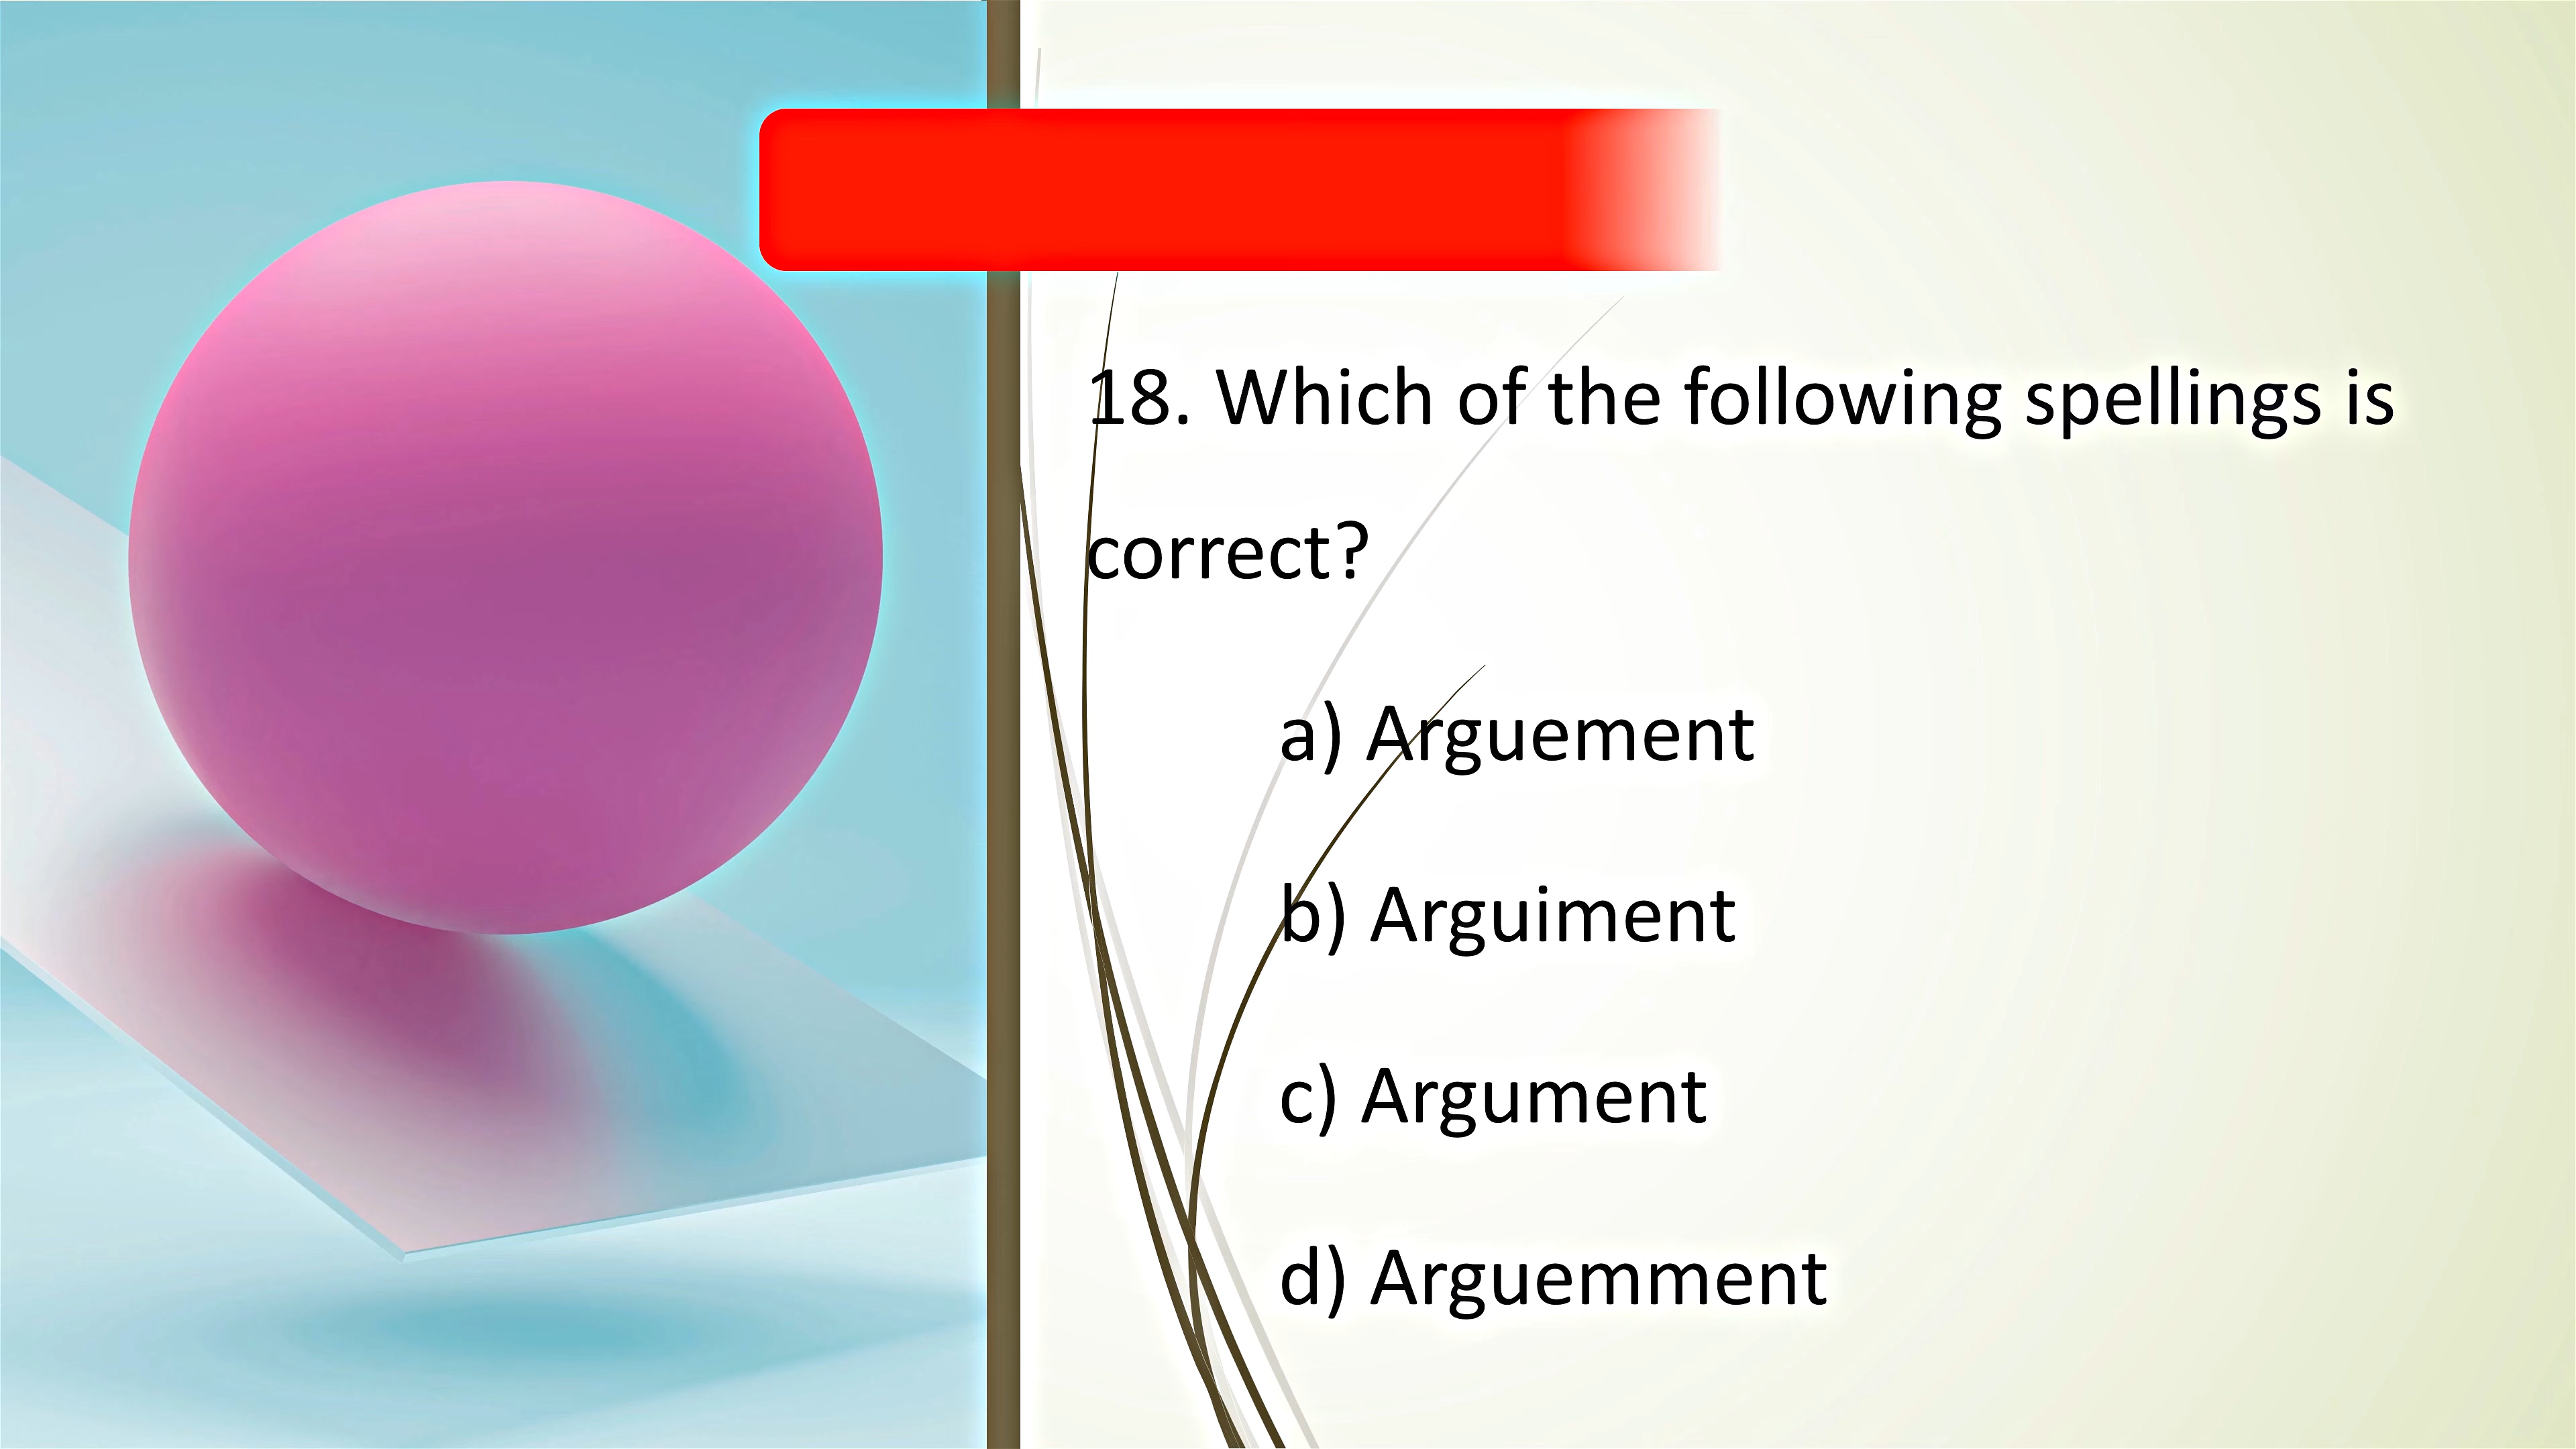 18. Which of the following spellings is
correct?
a) Arguement
b) Arguiment
c) Argument
d) Arguemment